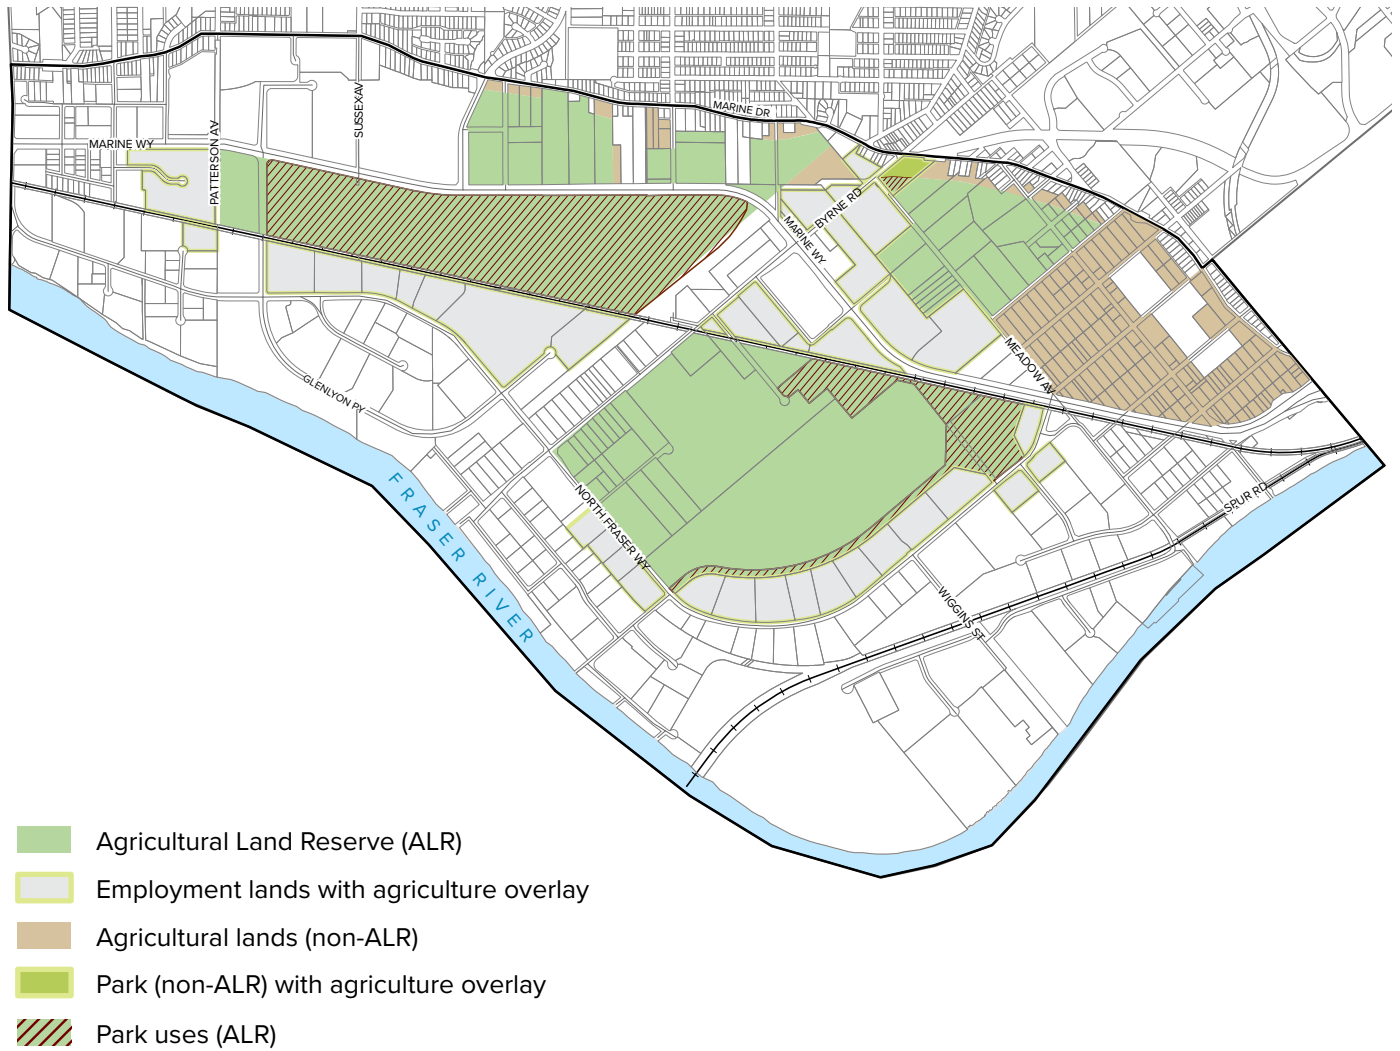 MARINE DR
SUSSEX AV
MARINE WY
PATTERSON AV
BYRNE RD
MARINE WY
MEADOW AV
GLENLYON PY
FRASER RIVER
NORTH FRASER WY
SPUR RD
WIGGINS ST
Agricultural Land Reserve (ALR)
Employment lands with agriculture overlay
Agricultural lands (non-ALR)
Park (non-ALR) with agriculture overlay
Park uses (ALR)